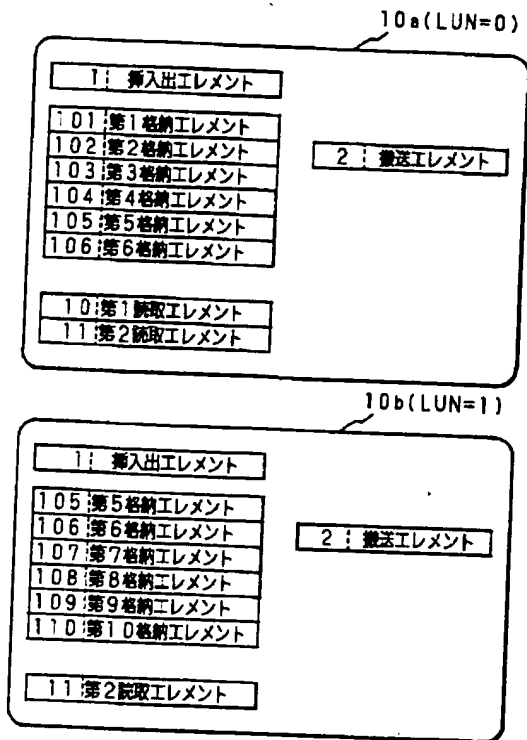 10a(LUN=0)
1 挿入出エレメント
101 第1格納エレメント
102 第2格納エレメント
103 第3格納エレメント
104 第4格納エレメント
105 第5格納エレメント
106 第6格納エレメント
2 搬送エレメント
10 第1読取エレメント
11 第2読取エレメント
10b(LUN=1)
1 挿入出エレメント
105 第5格納エレメント
106 第6格納エレメント
107 第7格納エレメント
108 第8格納エレメント
109 第9格納エレメント
110 第10格納エレメント
2 搬送エレメント
11 第2読取エレメント